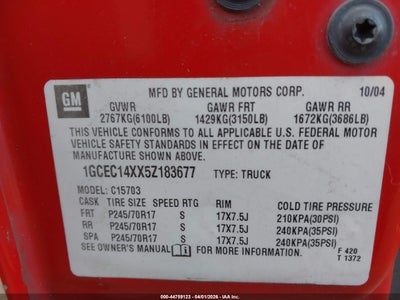 GM
MFD BY GENERAL MOTORS CORP. 10/04
GVWR GAWR FRT GAWR RR
2767KG(6100LB) 1429KG(3150LB) 1672KG(3686LB)
THIS VEHICLE CONFORMS TO ALL APPLICABLE U.S. FEDERAL MOTOR
VEHICLE SAFETY STANDARDS IN EFFECT ON THE DATE OF
MANUFACTURE SHOWN ABOVE.
1GCEC14XX5Z183677 TYPE: TRUCK
MODEL: C15703
CASK TIRE SIZE SPEED RTG RIM COLD TIRE PRESSURE
FRT P245/70R17 S 17X7.5J 210KPA(30PSI)
RR P245/70R17 S 17X7.5J 240KPA(35PSI)
SPA P245/70R17 S 17X7.5J 240KPA(35PSI)
SEE OWNER'S MANUAL FOR MORE INFORMATION.
F 420
T 1372
IAA • 000-44759123 • 04/01/2026 •